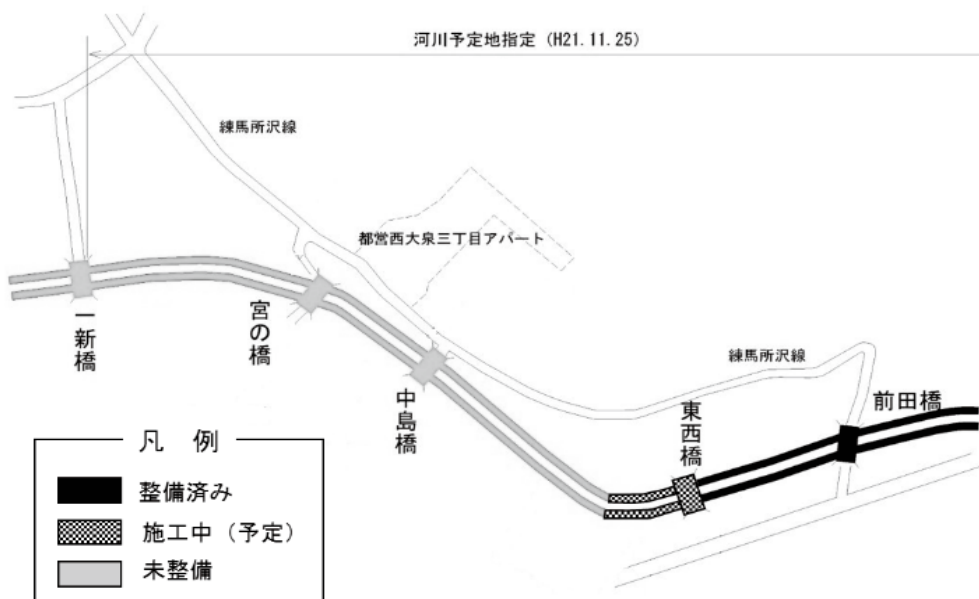 河川予定地指定 (H21.11.25)
練馬所沢線
都営西大泉三丁目アパート
一新橋
宮の橋
中島橋
練馬所沢線
東西橋
前田橋
凡 例
整備済み
施工中（予定）
未整備